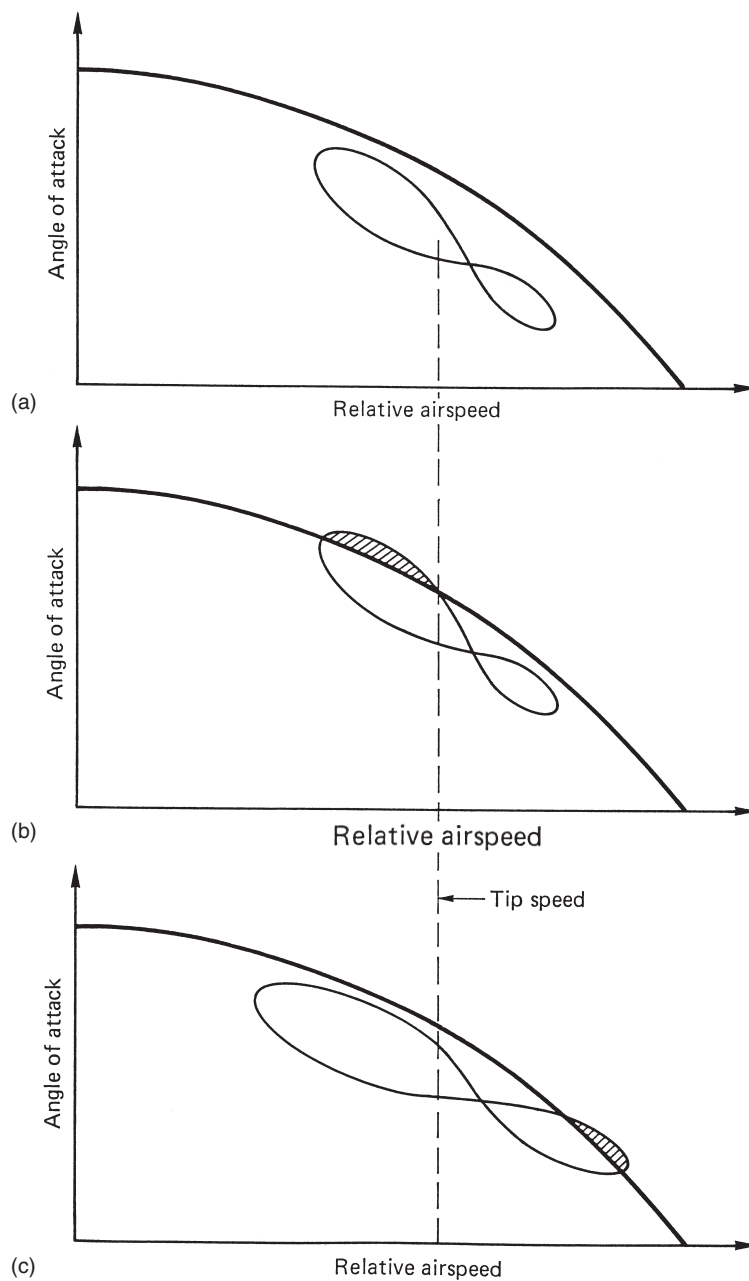 Angle of attack
(a)
Relative airspeed
Angle of attack
(b)
Relative airspeed
Tip speed
Angle of attack
(c)
Relative airspeed